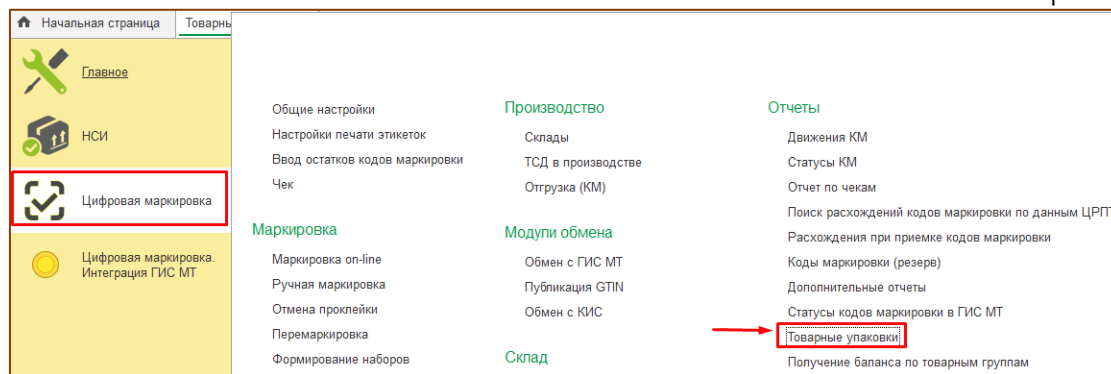 Начальная страница
Товарнь
Главное
НСИ
Цифровая маркировка
Цифровая маркировка.
Интеграция ГИС МТ
Общие настройки
Настройки печати этикеток
Ввод остатков кодов маркировки
Чек
Маркировка
Маркировка on-line
Ручная маркировка
Отмена проклейки
Перемаркировка
Формирование наборов
Производство
Склады
ТСД в производстве
Отгрузка (КМ)
Модули обмена
Обмен с ГИС МТ
Публикация GTIN
Обмен с КИС
Склад
Отчеты
Движения КМ
Статусы КМ
Отчет по чекам
Поиск расхождений кодов маркировки по данным ЦРПТ
Расхождения при приемке кодов маркировки
Коды маркировки (резерв)
Дополнительные отчеты
Статусы кодов маркировки в ГИС МТ
Товарные упаковки
Получение баланса по товарным группам